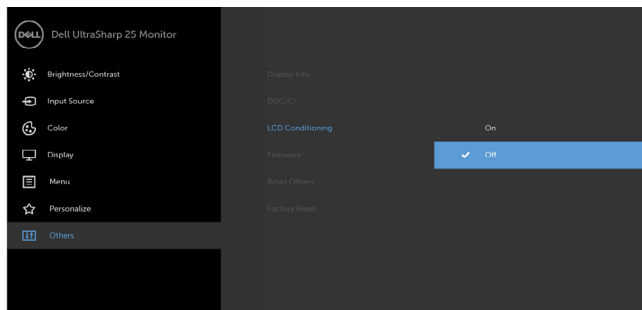 DELL Dell UltraSharp 25 Monitor
Brightness/Contrast
Input Source
Color
Display
Menu
Personalize
Others
Display Info
DDC/CI
LCD Conditioning
Firmware
Reset Others
Factory Reset
On
Off